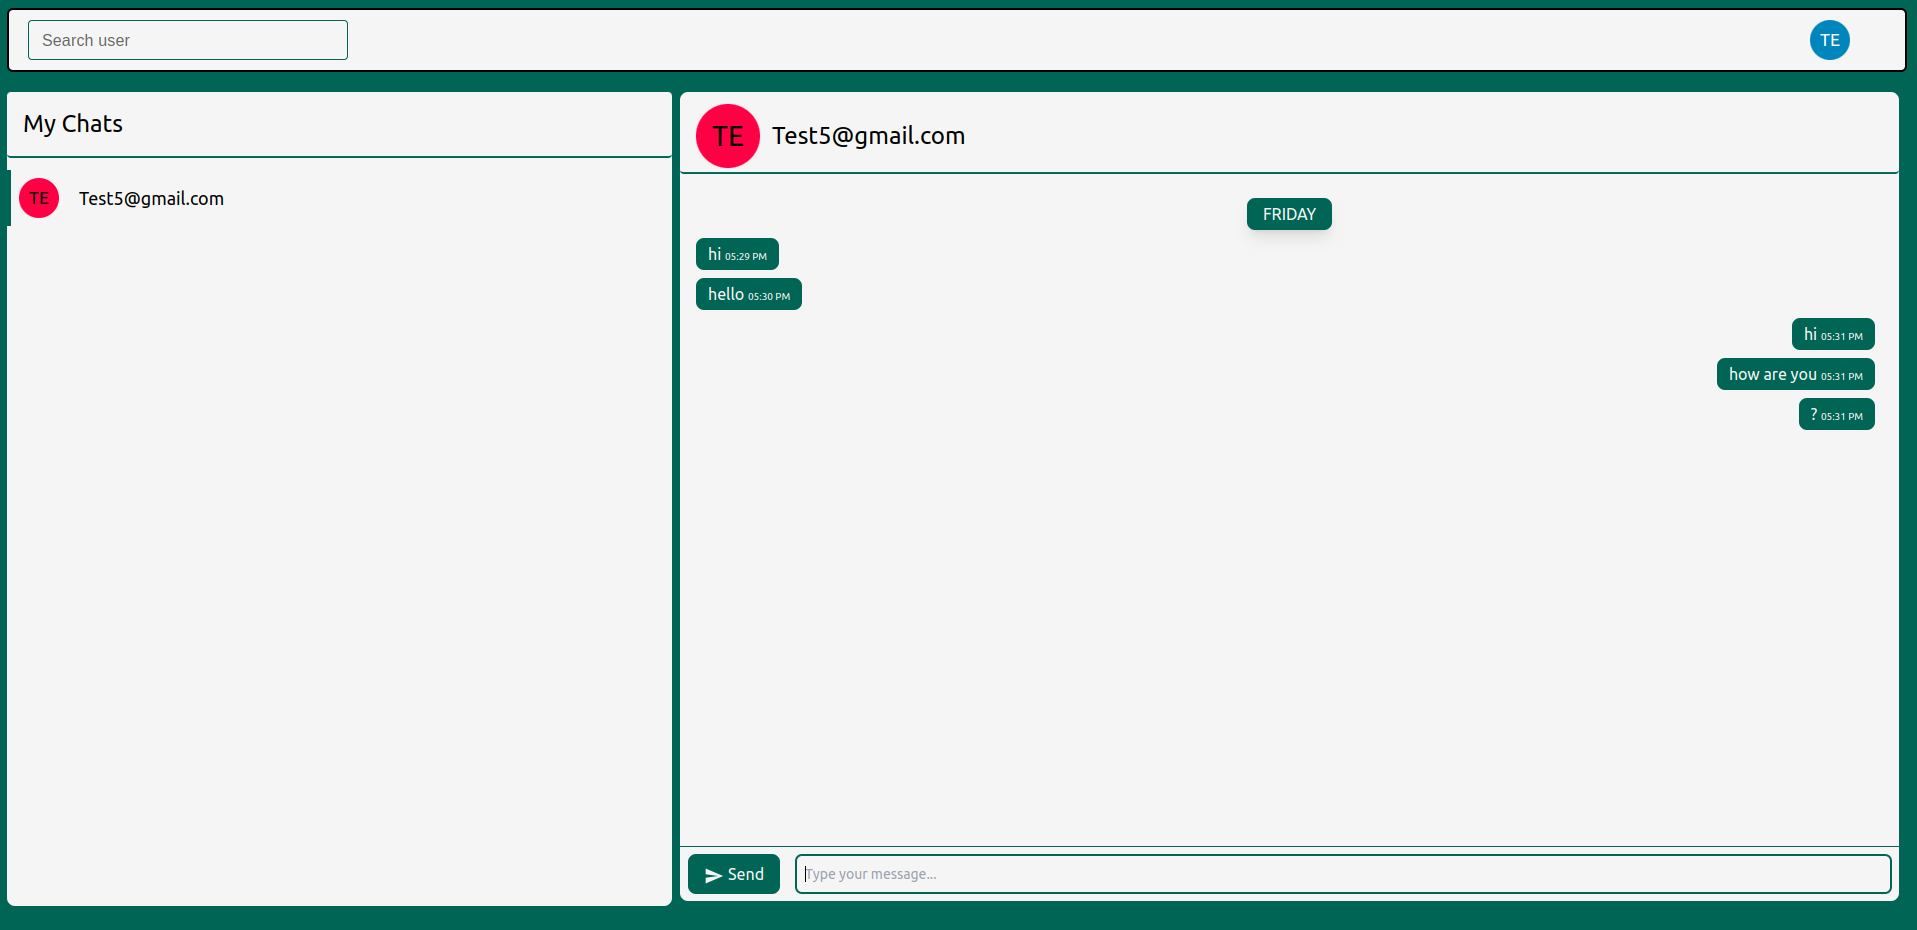 Search user
TE
My Chats
TE Test5@gmail.com
TE Test5@gmail.com
FRIDAY
hi 05:29 PM
hello 05:30 PM
hi 05:31 PM
how are you 05:31 PM
? 05:31 PM
Send
Type your message...